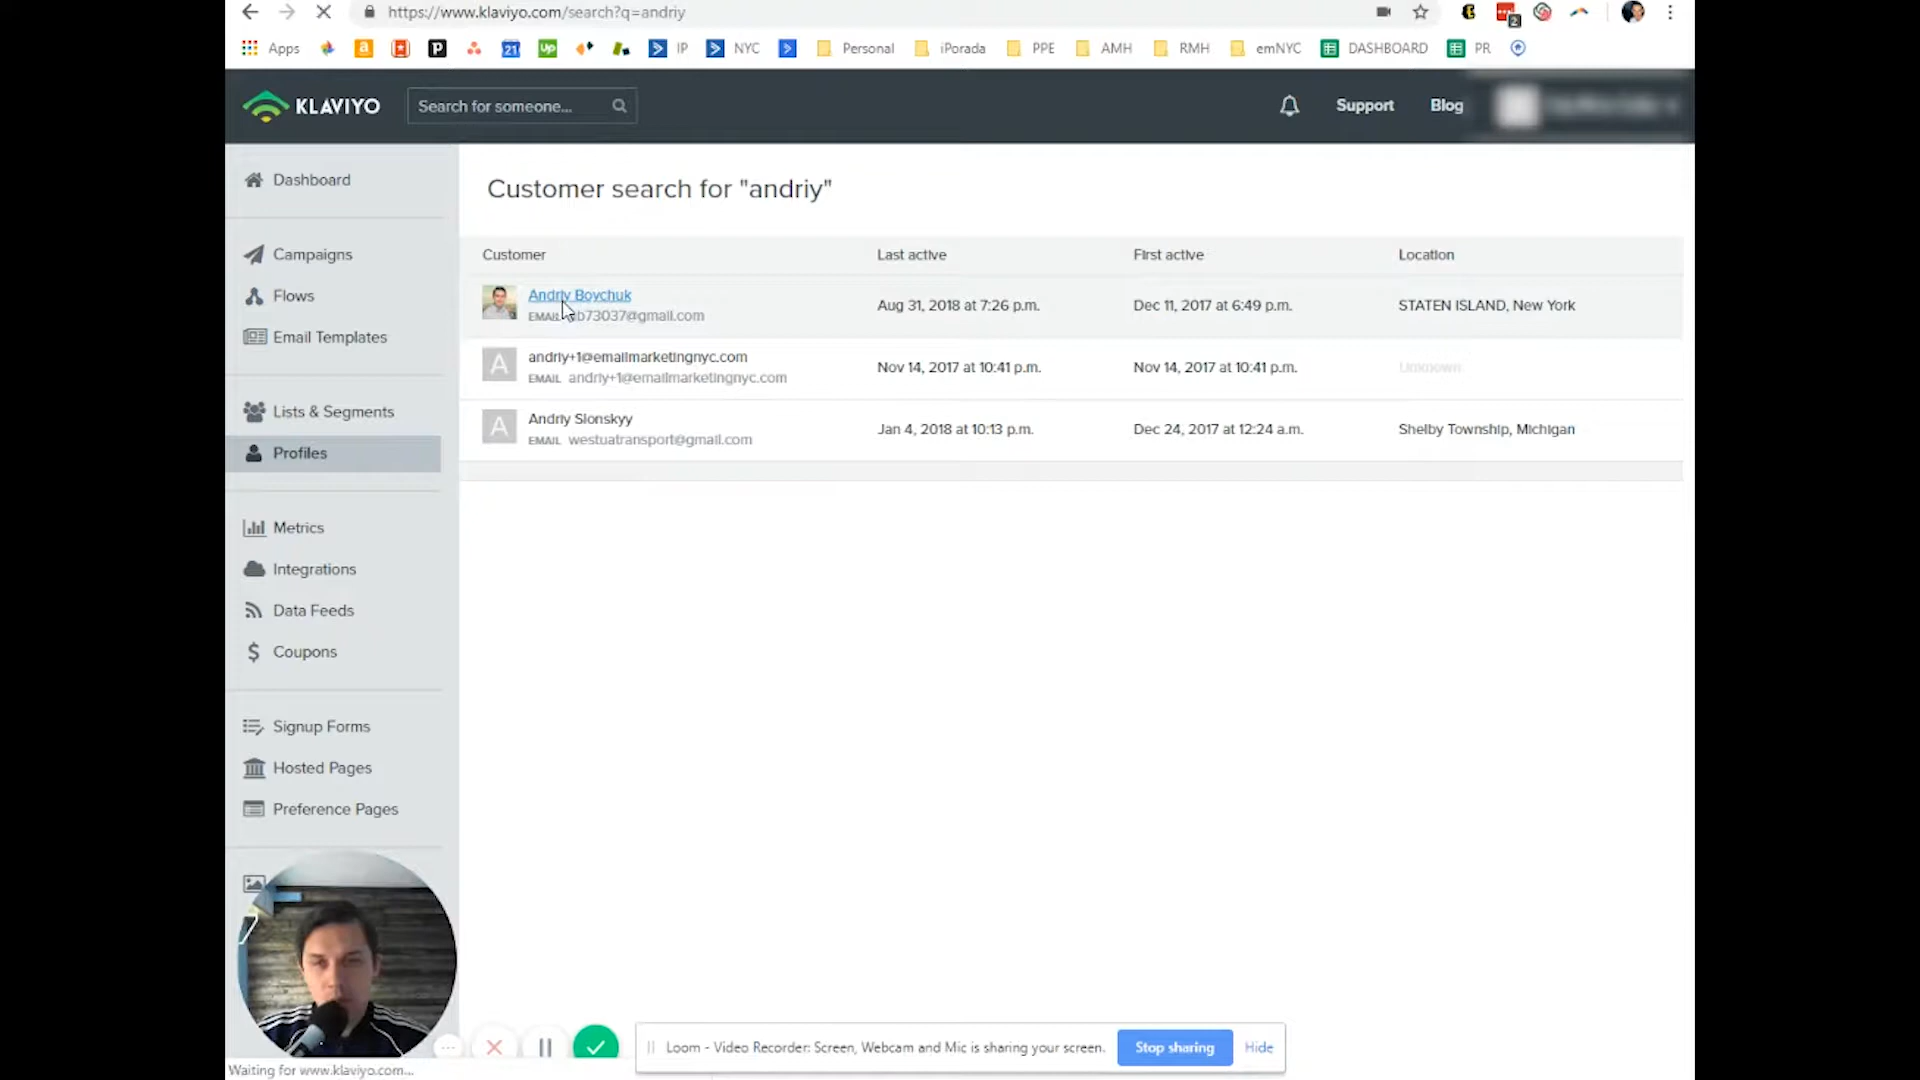 https://www.klaviyo.com/search?q=andriy
2
Apps
21
up
IP
NYC
Personal
iPorada
PPE
AMH
RMH
emNYC
DASHBOARD
PR
KLAVIYO
Search for someone...
Support
Blog
Dashboard
Campaigns
Flows
Email Templates
Lists & Segments
Profiles
Metrics
Integrations
Data Feeds
Coupons
Signup Forms
Hosted Pages
Preference Pages
Customer search for "andriy"
Customer Last active First active Location
Andriy Boychuk
EMAIL b73037@gmail.com
Aug 31, 2018 at 7:26 p.m. Dec 11, 2017 at 6:49 p.m. STATEN ISLAND, New York
A andriy+1@emailmarketingnyc.com
EMAIL andriy+1@emailmarketingnyc.com
Nov 14, 2017 at 10:41 p.m. Nov 14, 2017 at 10:41 p.m. Unknown
A Andriy Slonskyy
EMAIL westuatransport@gmail.com
Jan 4, 2018 at 10:13 p.m. Dec 24, 2017 at 12:24 a.m. Shelby Township, Michigan
Loom - Video Recorder: Screen, Webcam and Mic is sharing your screen. Stop sharing Hide
Waiting for www.klaviyo.com...